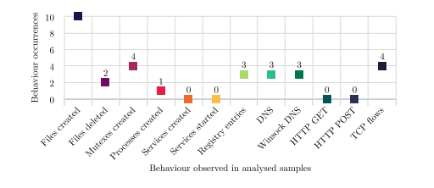 Behaviour occurrences
10
8
6
4
2
0
2
4
1
0
0
3
3
3
0
0
4
Files created
Files deleted
Mutexes created
Processes created
Services created
Services started
Registry entries
DNS
Winsock DNS
HTTP GET
HTTP POST
TCP flows
Behaviour observed in analysed samples